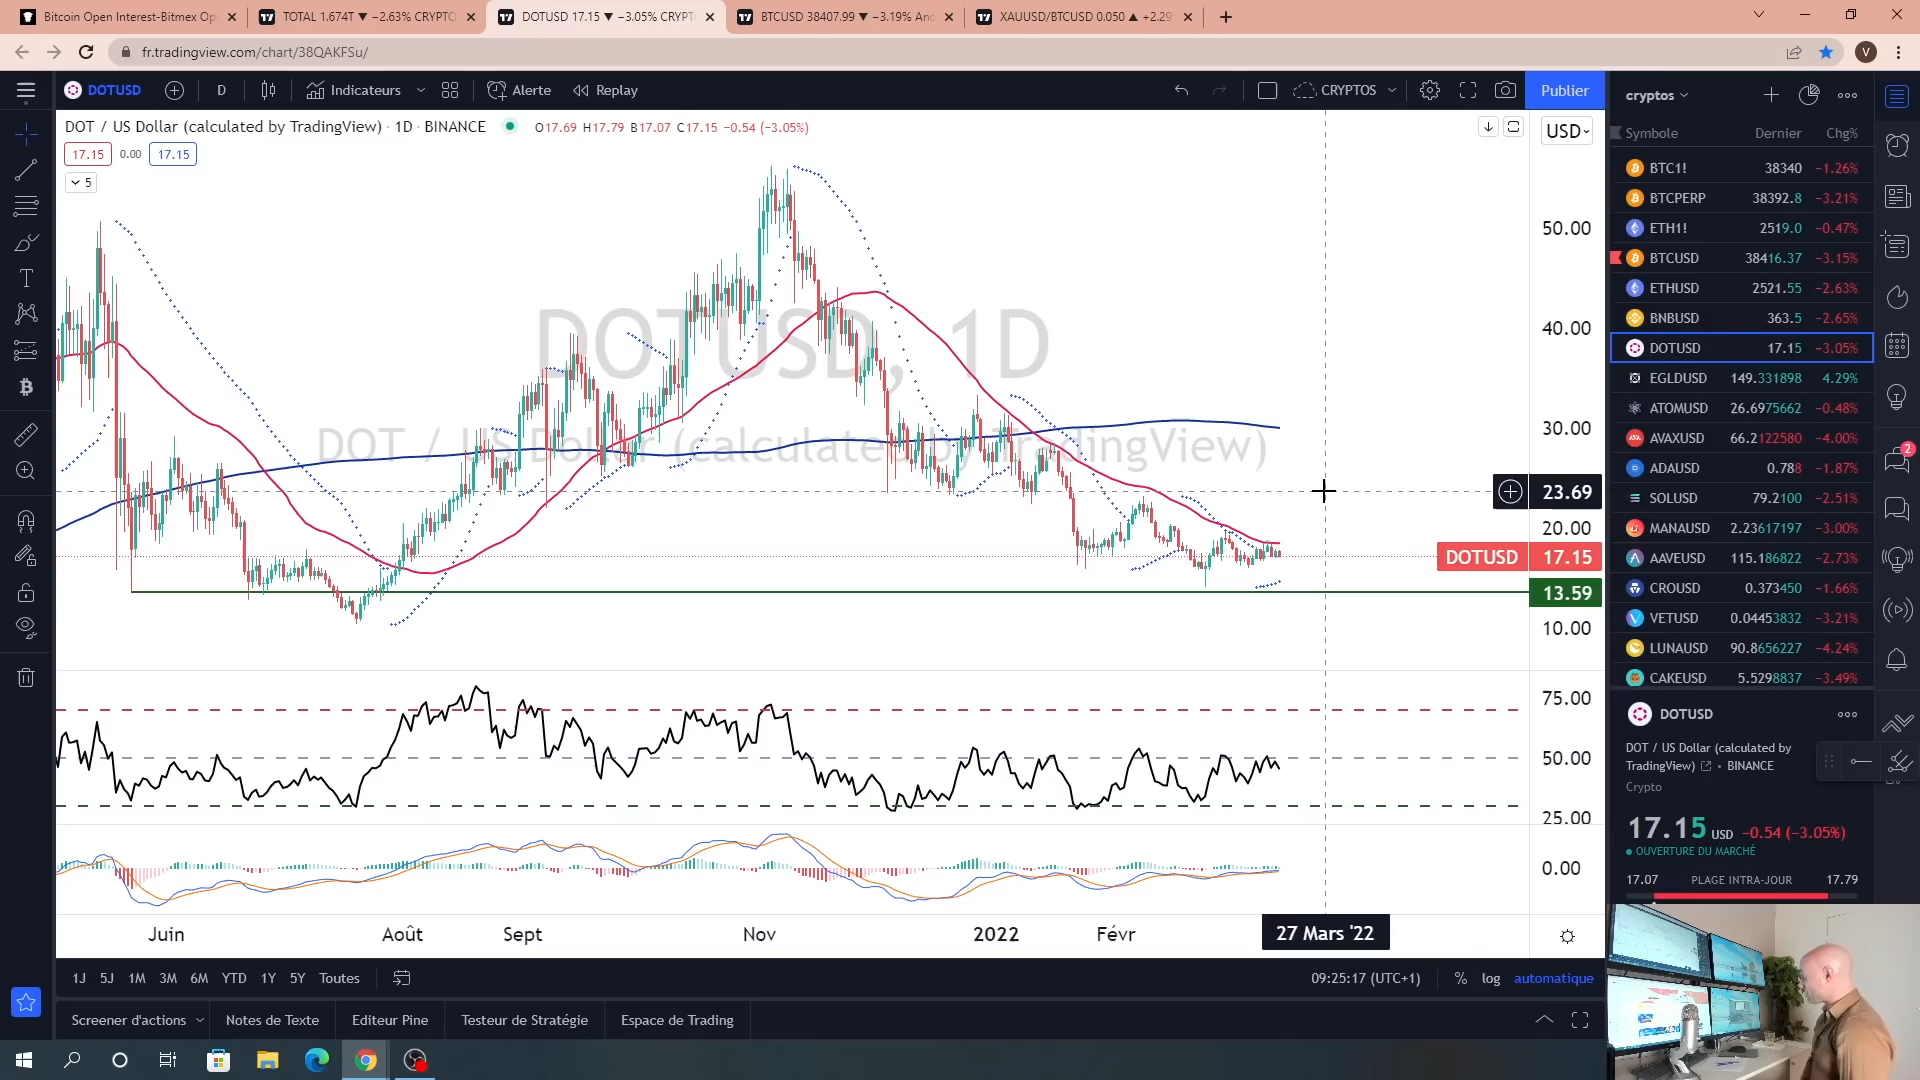 Bitcoin Open Interest-Bitmex Op
TOTAL 1.674T ▼ −2.63% CRYPTO
DOTUSD 17.15 ▼ −3.05% CRYPT
BTCUSD 38407.99 ▼ −3.19% Ano
XAUUSD/BTCUSD 0.050 ▲ +2.29
fr.tradingview.com/chart/38QAKFSu/
V
DOTUSD
D
Indicateurs
Alerte
Replay
CRYPTOS
Publier
DOT / US Dollar (calculated by TradingView) · 1D · BINANCE
O17.69 H17.79 B17.07 C17.15 −0.54 (−3.05%)
USD
17.15
0.00
17.15
5
DOTUSD, 1D
DOT / US Dollar (calculated by TradingView)
50.00
40.00
30.00
23.69
20.00
DOTUSD 17.15
13.59
10.00
75.00
50.00
25.00
0.00
Juin
Août
Sept
Nov
2022
Févr
27 Mars '22
1J
5J
1M
3M
6M
YTD
1Y
5Y
Toutes
09:25:17 (UTC+1)
%
log
automatique
Screener d'actions
Notes de Texte
Editeur Pine
Testeur de Stratégie
Espace de Trading
cryptos
Symbole Dernier Chg%
BTC1! 38340 −1.26%
BTCPERP 38392.8 −3.21%
ETH1! 2519.0 −0.47%
BTCUSD 38416.37 −3.15%
ETHUSD 2521.55 −2.63%
BNBUSD 363.5 −2.65%
DOTUSD 17.15 −3.05%
EGLDUSD 149.331898 4.29%
ATOMUSD 26.6975662 −0.48%
AVAXUSD 66.2122580 −4.00%
ADAUSD 0.788 −1.87%
SOLUSD 79.2100 −2.51%
MANAUSD 2.23617197 −3.00%
AAVEUSD 115.186822 −2.73%
CROUSD 0.373450 −1.66%
VETUSD 0.04453832 −3.21%
LUNAUSD 90.8656227 −4.24%
CAKEUSD 5.5298837 −3.49%
2
DOTUSD
DOT / US Dollar (calculated by
TradingView) • BINANCE
Crypto
17.15 USD −0.54 (−3.05%)
OUVERTURE DU MARCHÉ
17.07 PLAGE INTRA-JOUR 17.79